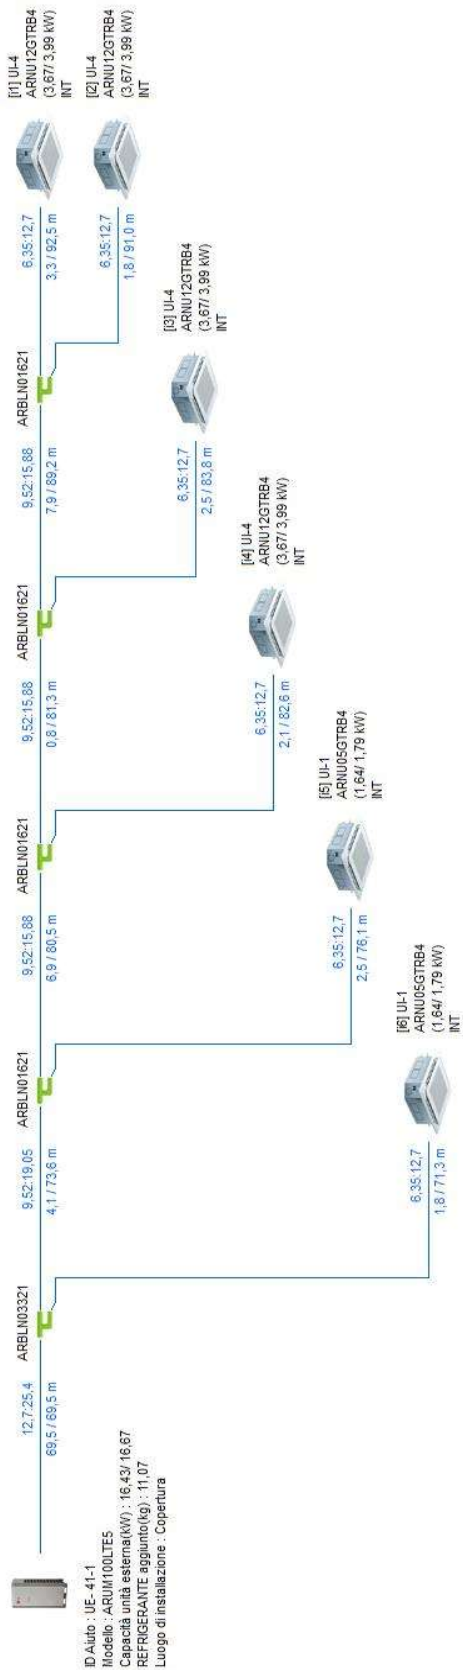 ID Aiuto : UE- 41-1
Modello : ARUM100LTE5
Capacità unità esterna(kW) : 16,43/ 16,67
REFRIGERANTE aggiunto(kg) : 11,07
Luogo di installazione : Copertura
12,7:25,4
69,5 / 69,5 m
ARBLN03321
6,35:12,7
1,8 / 71,3 m
[i6] UI-1
ARNU05GTRB4
(1,64/ 1,79 kW)
INT
9,52:19,05
4,1 / 73,6 m
ARBLN01621
6,35:12,7
2,5 / 76,1 m
[i5] UI-1
ARNU05GTRB4
(1,64/ 1,79 kW)
INT
9,52:15,88
6,9 / 80,5 m
ARBLN01621
6,35:12,7
2,1 / 82,6 m
[i4] UI-4
ARNU12GTRB4
(3,67/ 3,99 kW)
INT
9,52:15,88
0,8 / 81,3 m
ARBLN01621
6,35:12,7
2,5 / 83,8 m
[i3] UI-4
ARNU12GTRB4
(3,67/ 3,99 kW)
INT
9,52:15,88
7,9 / 89,2 m
ARBLN01621
6,35:12,7
3,3 / 92,5 m
[i1] UI-4
ARNU12GTRB4
(3,67/ 3,99 kW)
INT
6,35:12,7
1,8 / 91,0 m
[i2] UI-4
ARNU12GTRB4
(3,67/ 3,99 kW)
INT